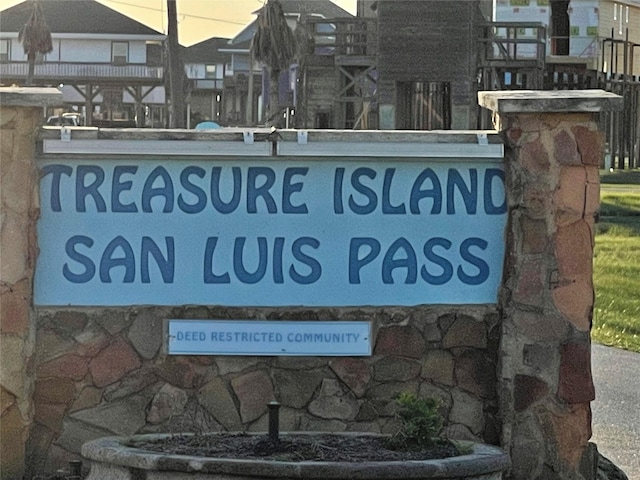 TREASURE ISLAND
SAN LUIS PASS
DEED RESTRICTED COMMUNITY